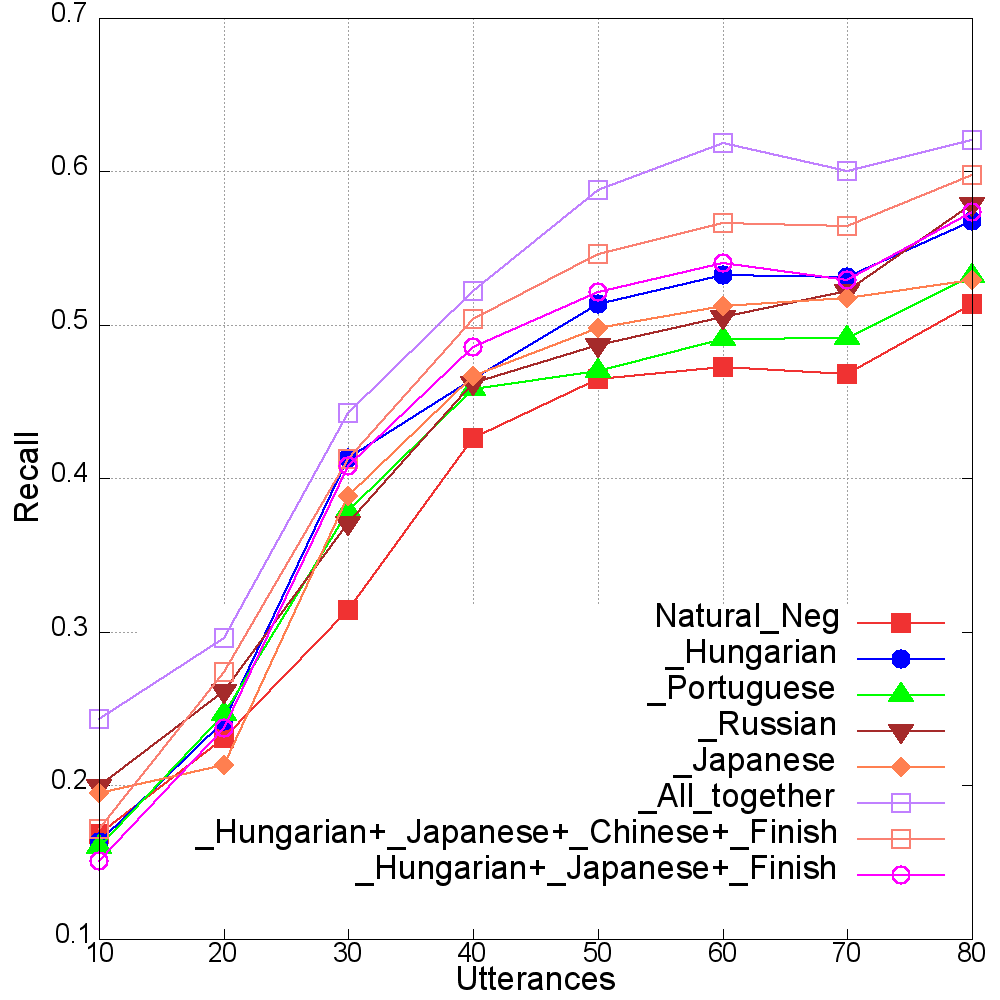 0.7
0.6
0.5
0.4
0.3
0.2
0.1
Recall
10 20 30 40 50 60 70 80
Utterances
Natural_Neg
_Hungarian
_Portuguese
_Russian
_Japanese
_All_together
_Hungarian+_Japanese+_Chinese+_Finish
_Hungarian+_Japanese+_Finish